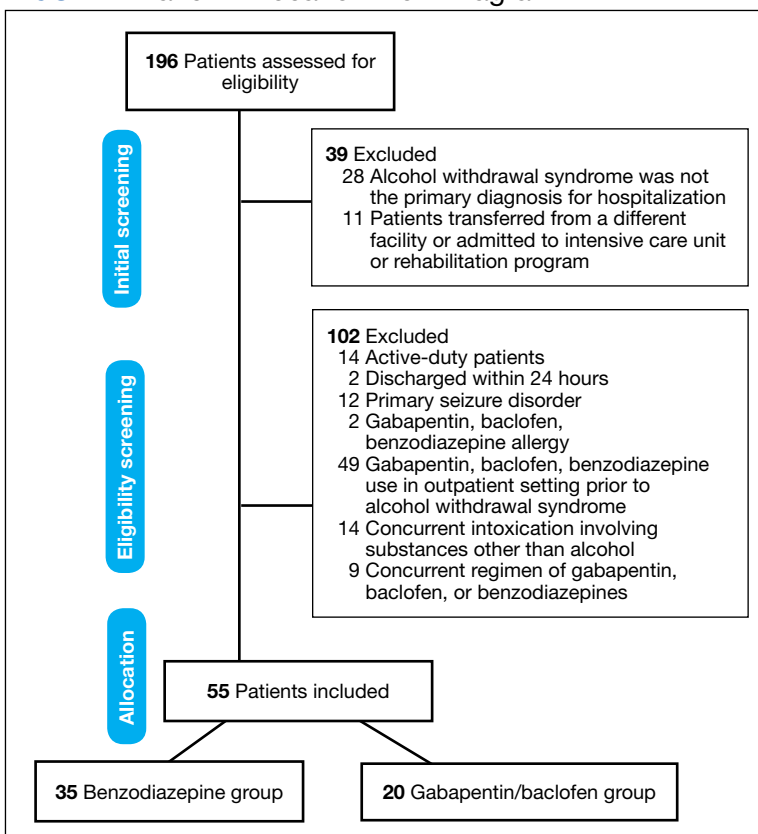 196 Patients assessed for
eligibility
Initial screening
39 Excluded
28 Alcohol withdrawal syndrome was not
the primary diagnosis for hospitalization
11 Patients transferred from a different
facility or admitted to intensive care unit
or rehabilitation program
Eligibility screening
102 Excluded
14 Active-duty patients
2 Discharged within 24 hours
12 Primary seizure disorder
2 Gabapentin, baclofen,
benzodiazepine allergy
49 Gabapentin, baclofen, benzodiazepine
use in outpatient setting prior to
alcohol withdrawal syndrome
14 Concurrent intoxication involving
substances other than alcohol
9 Concurrent regimen of gabapentin,
baclofen, or benzodiazepines
Allocation
55 Patients included
35 Benzodiazepine group
20 Gabapentin/baclofen group